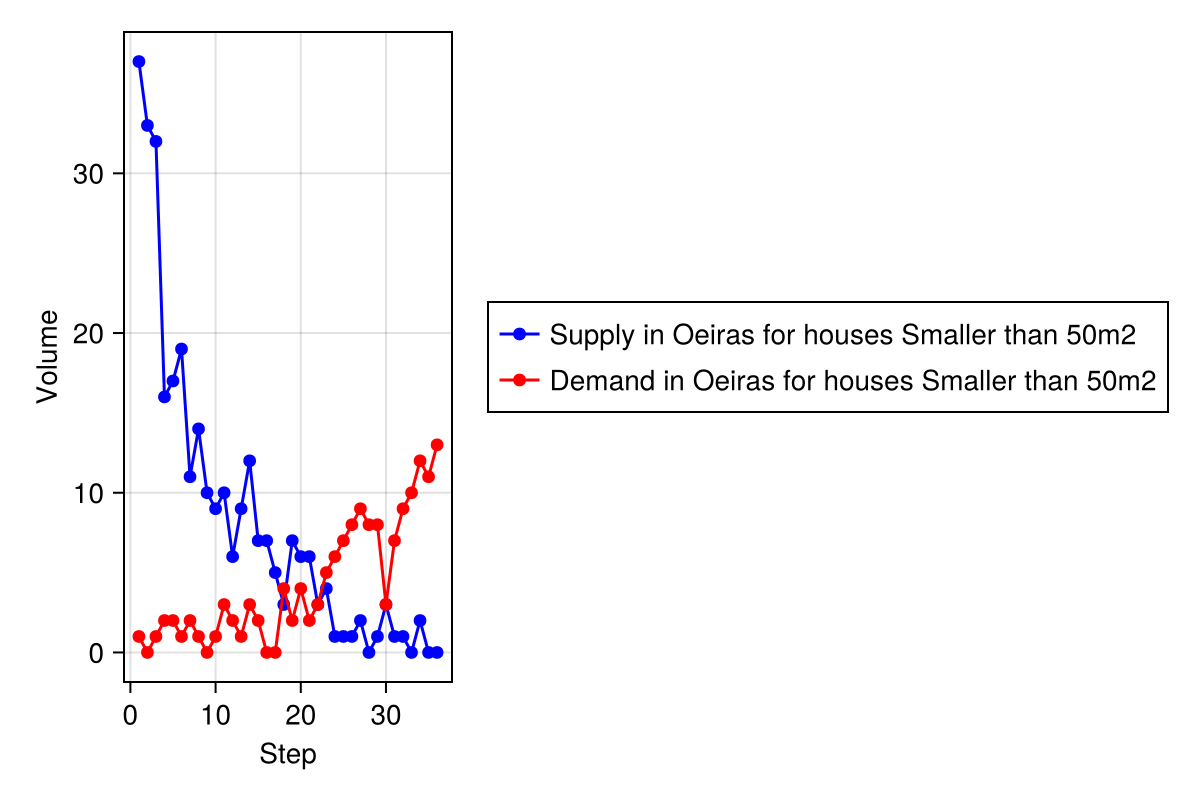 Volume
30
20
10
0
0 10 20 30
Step
Supply in Oeiras for houses Smaller than 50m2
Demand in Oeiras for houses Smaller than 50m2